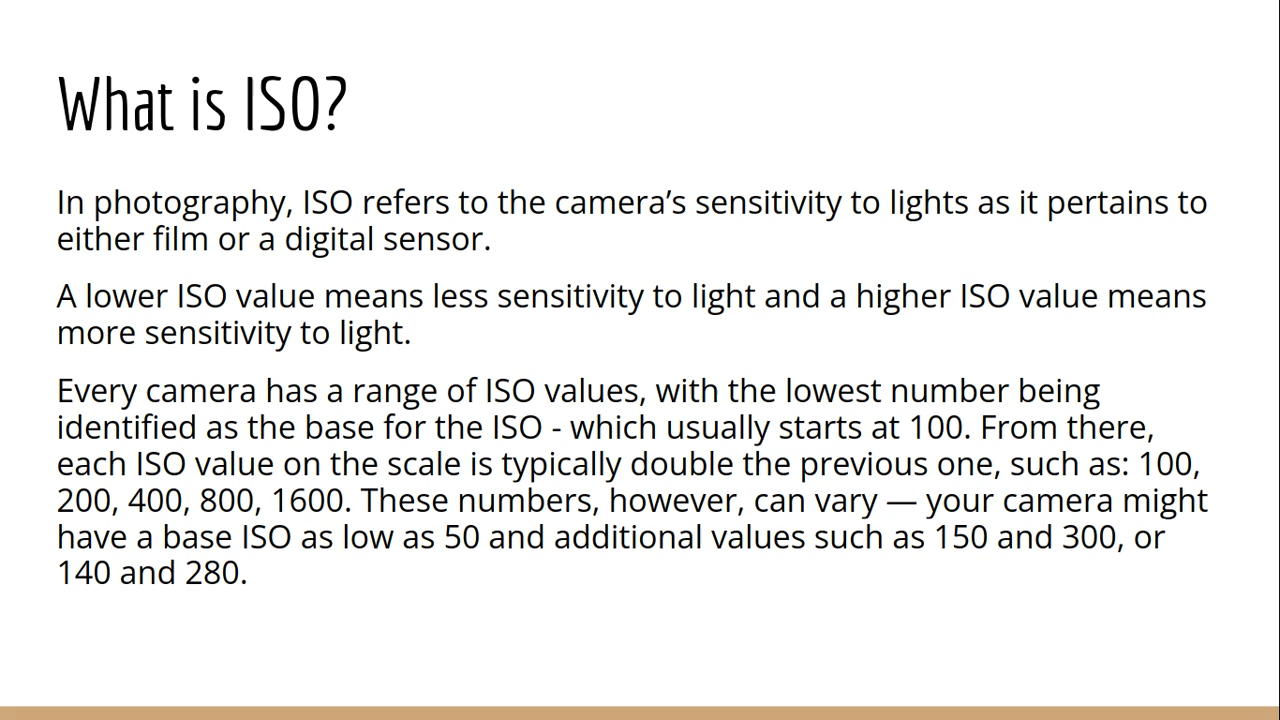 What is ISO?
In photography, ISO refers to the camera’s sensitivity to lights as it pertains to
either film or a digital sensor.
A lower ISO value means less sensitivity to light and a higher ISO value means
more sensitivity to light.
Every camera has a range of ISO values, with the lowest number being
identified as the base for the ISO - which usually starts at 100. From there,
each ISO value on the scale is typically double the previous one, such as: 100,
200, 400, 800, 1600. These numbers, however, can vary — your camera might
have a base ISO as low as 50 and additional values such as 150 and 300, or
140 and 280.